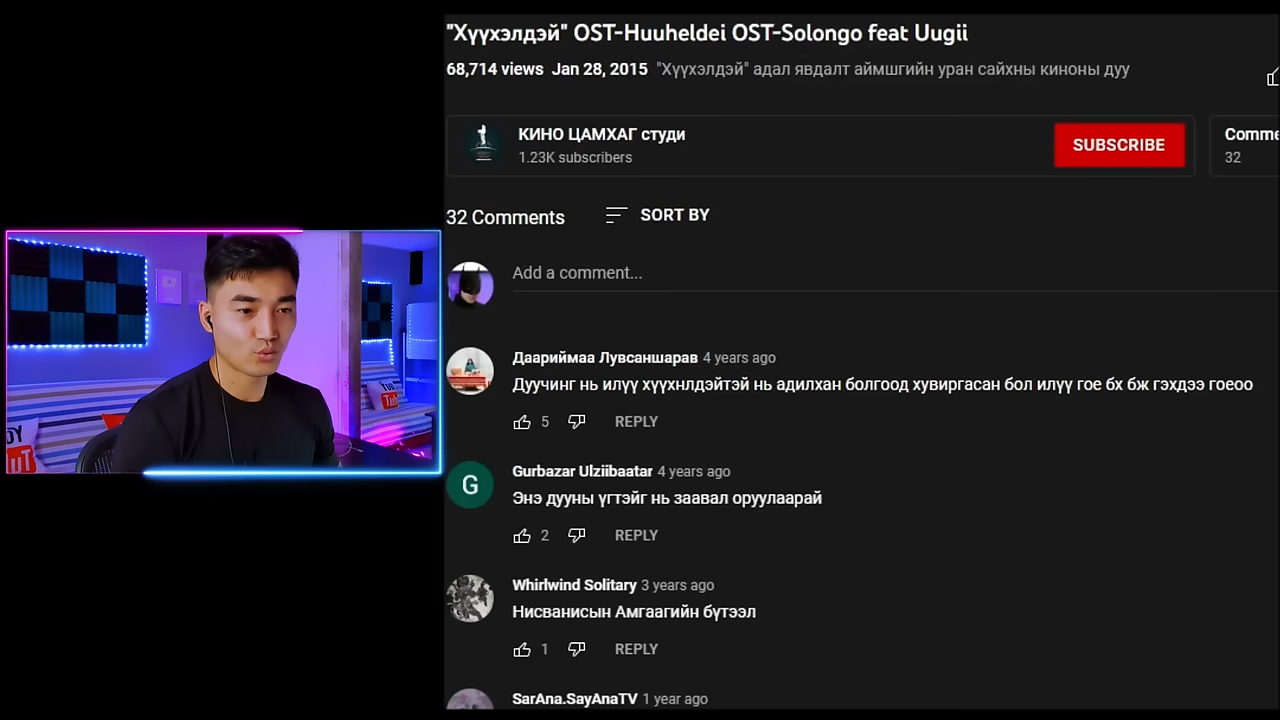 "Хүүхэлдэй" OST-Huuheldei OST-Solongo feat Uugii
68,714 views Jan 28, 2015 "Хүүхэлдэй" адал явдалт аймшгийн уран сайхны киноны дуу
КИНО ЦАМХАГ студи
1.23K subscribers
SUBSCRIBE
Comme
32
32 Comments
SORT BY
Add a comment...
Даариймаа Лувсаншарав 4 years ago
Дуучинг нь илүү хүүхнлдэйтэй нь адилхан болгоод хувиргасан бол илүү гое бх бж гэхдээ гоеоо
5
REPLY
G
Gurbazar Ulziibaatar 4 years ago
Энэ дууны үгтэйг нь заавал оруулаарай
2
REPLY
Whirlwind Solitary 3 years ago
Нисванисын Амгаагийн бүтээл
1
REPLY
SarAna.SayAnaTV 1 year ago